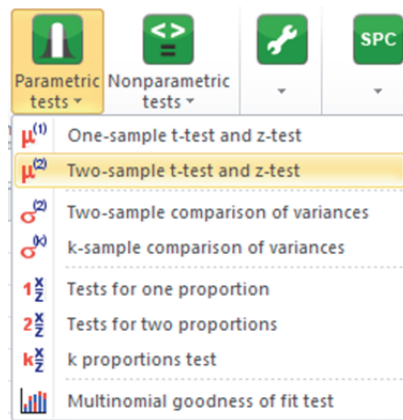 SPC
Parametric Nonparametric
tests tests
μ(1) One-sample t-test and z-test
μ(2) Two-sample t-test and z-test
σ(2) Two-sample comparison of variances
σ(k) k-sample comparison of variances
1 x/z Tests for one proportion
2 x/z Tests for two proportions
k x/z k proportions test
Multinomial goodness of fit test